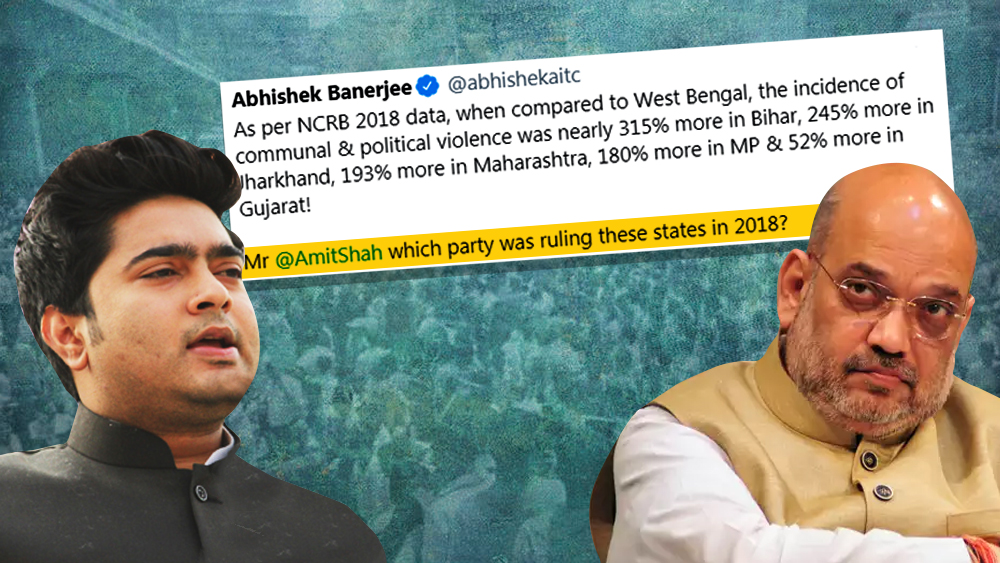 Abhishek Banerjee @abhishekaitc
As per NCRB 2018 data, when compared to West Bengal, the incidence of
communal & political violence was nearly 315% more in Bihar, 245% more in
Jharkhand, 193% more in Maharashtra, 180% more in MP & 52% more in
Gujarat!
Mr @AmitShah which party was ruling these states in 2018?